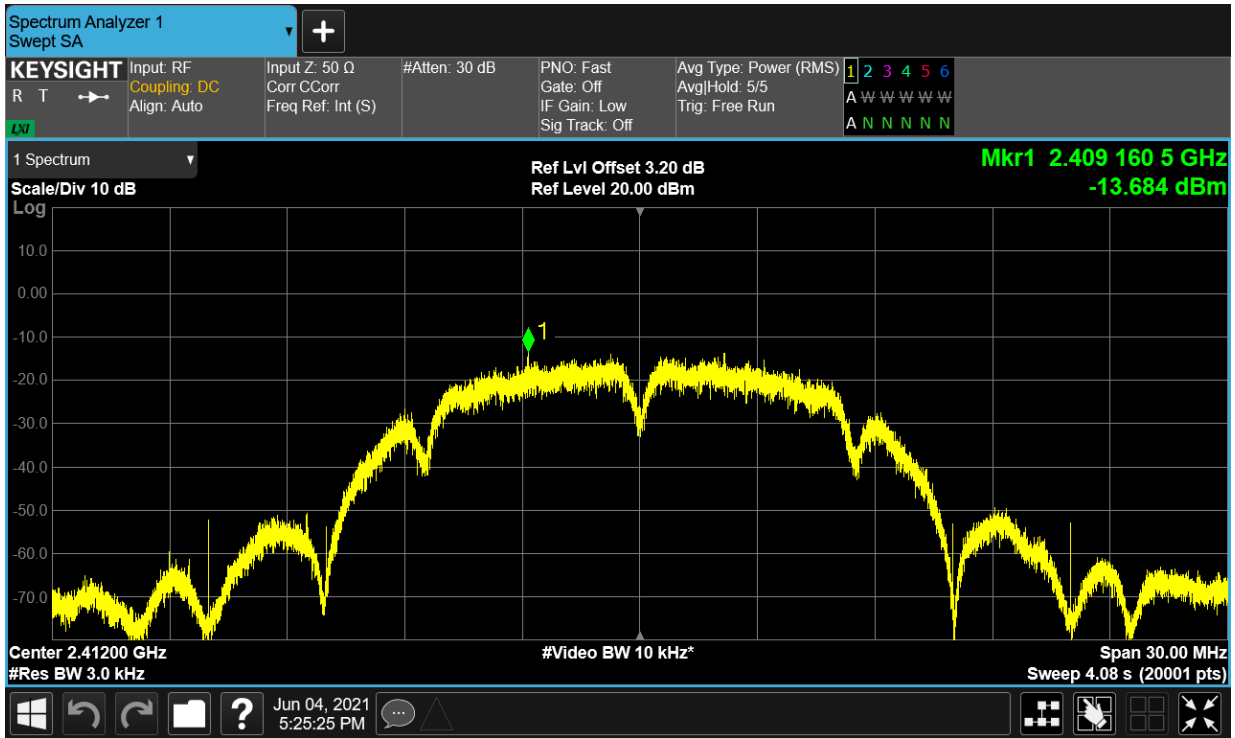 Spectrum Analyzer 1
Swept SA
KEYSIGHT
R T
LXI
Input: RF
Coupling: DC
Align: Auto
Input Z: 50 Ω
Corr CCorr
Freq Ref: Int (S)
#Atten: 30 dB
PNO: Fast
Gate: Off
IF Gain: Low
Sig Track: Off
Avg Type: Power (RMS)
Avg|Hold: 5/5
Trig: Free Run
1 2 3 4 5 6
A W W W W W
A N N N N N
1 Spectrum
Scale/Div 10 dB
Log
Ref Lvl Offset 3.20 dB
Ref Level 20.00 dBm
Mkr1 2.409 160 5 GHz
-13.684 dBm
10.0
0.00
-10.0
-20.0
-30.0
-40.0
-50.0
-60.0
-70.0
1
Center 2.41200 GHz
#Res BW 3.0 kHz
#Video BW 10 kHz*
Span 30.00 MHz
Sweep 4.08 s (20001 pts)
?
Jun 04, 2021
5:25:25 PM